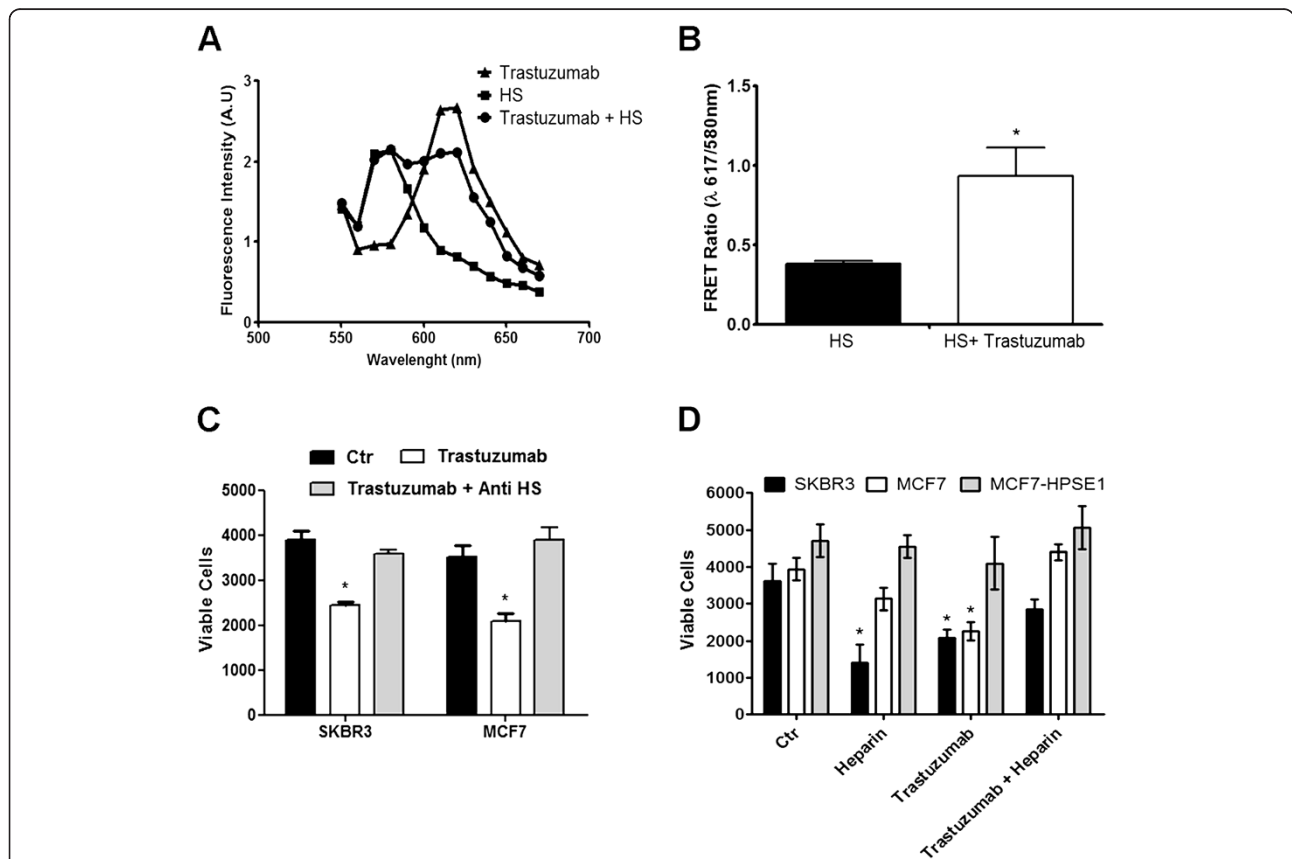 A
Trastuzumab
HS
Trastuzumab + HS
Fluorescence Intensity (A.U)
3
2
1
0
500
550
600
650
700
Wavelenght (nm)
B
FRET Ratio (λ 617/580nm)
1.5
1.0
0.5
0.0
*
HS
HS+ Trastuzumab
C
Ctr
Trastuzumab
Trastuzumab + Anti HS
Viable Cells
5000
4000
3000
2000
1000
0
*
*
SKBR3
MCF7
D
SKBR3
MCF7
MCF7-HPSE1
Viable Cells
6000
5000
4000
3000
2000
1000
0
*
*
*
Ctr
Heparin
Trastuzumab
Trastuzumab + Heparin